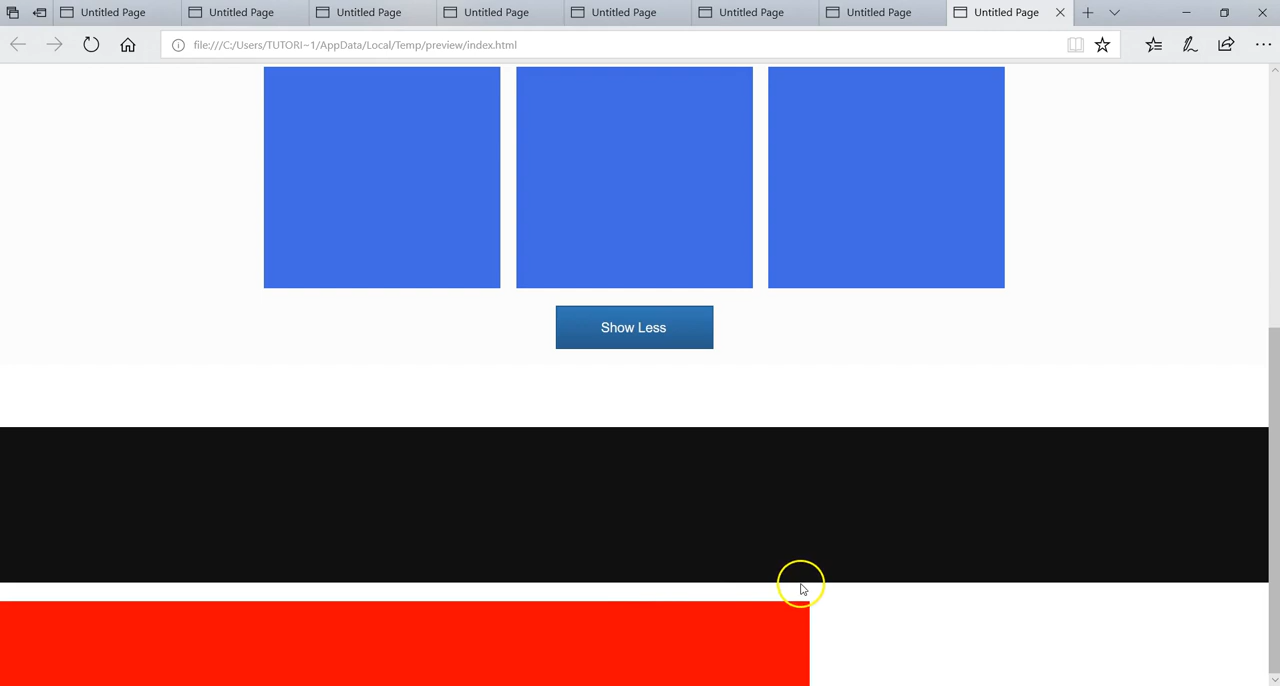 Untitled Page Untitled Page Untitled Page Untitled Page Untitled Page Untitled Page Untitled Page Untitled Page
file:///C:/Users/TUTORI~1/AppData/Local/Temp/preview/index.html
Show Less